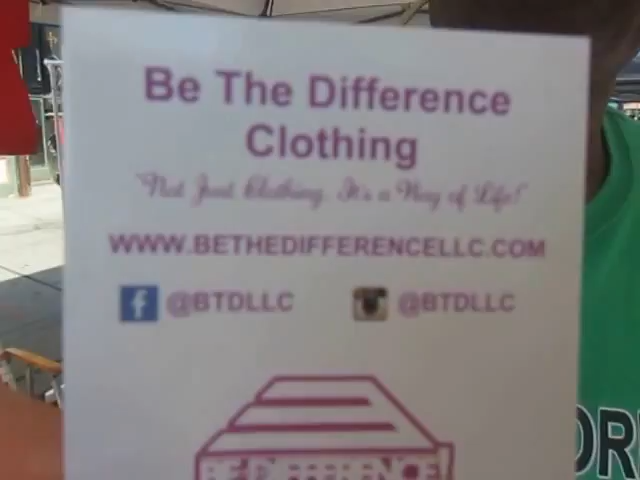 Be The Difference
Clothing
"Not Just Clothing. It's a Way of Life!"
WWW.BETHEDIFFERENCELLC.COM
@BTDLLC @BTDLLC